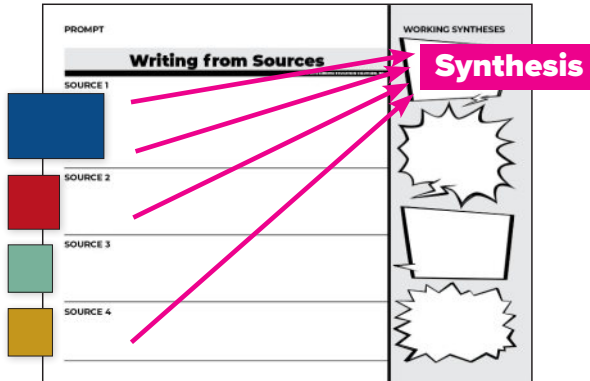 PROMPT
WORKING SYNTHESES
Writing from Sources
Synthesis
SOURCE 1
SOURCE 2
SOURCE 3
SOURCE 4